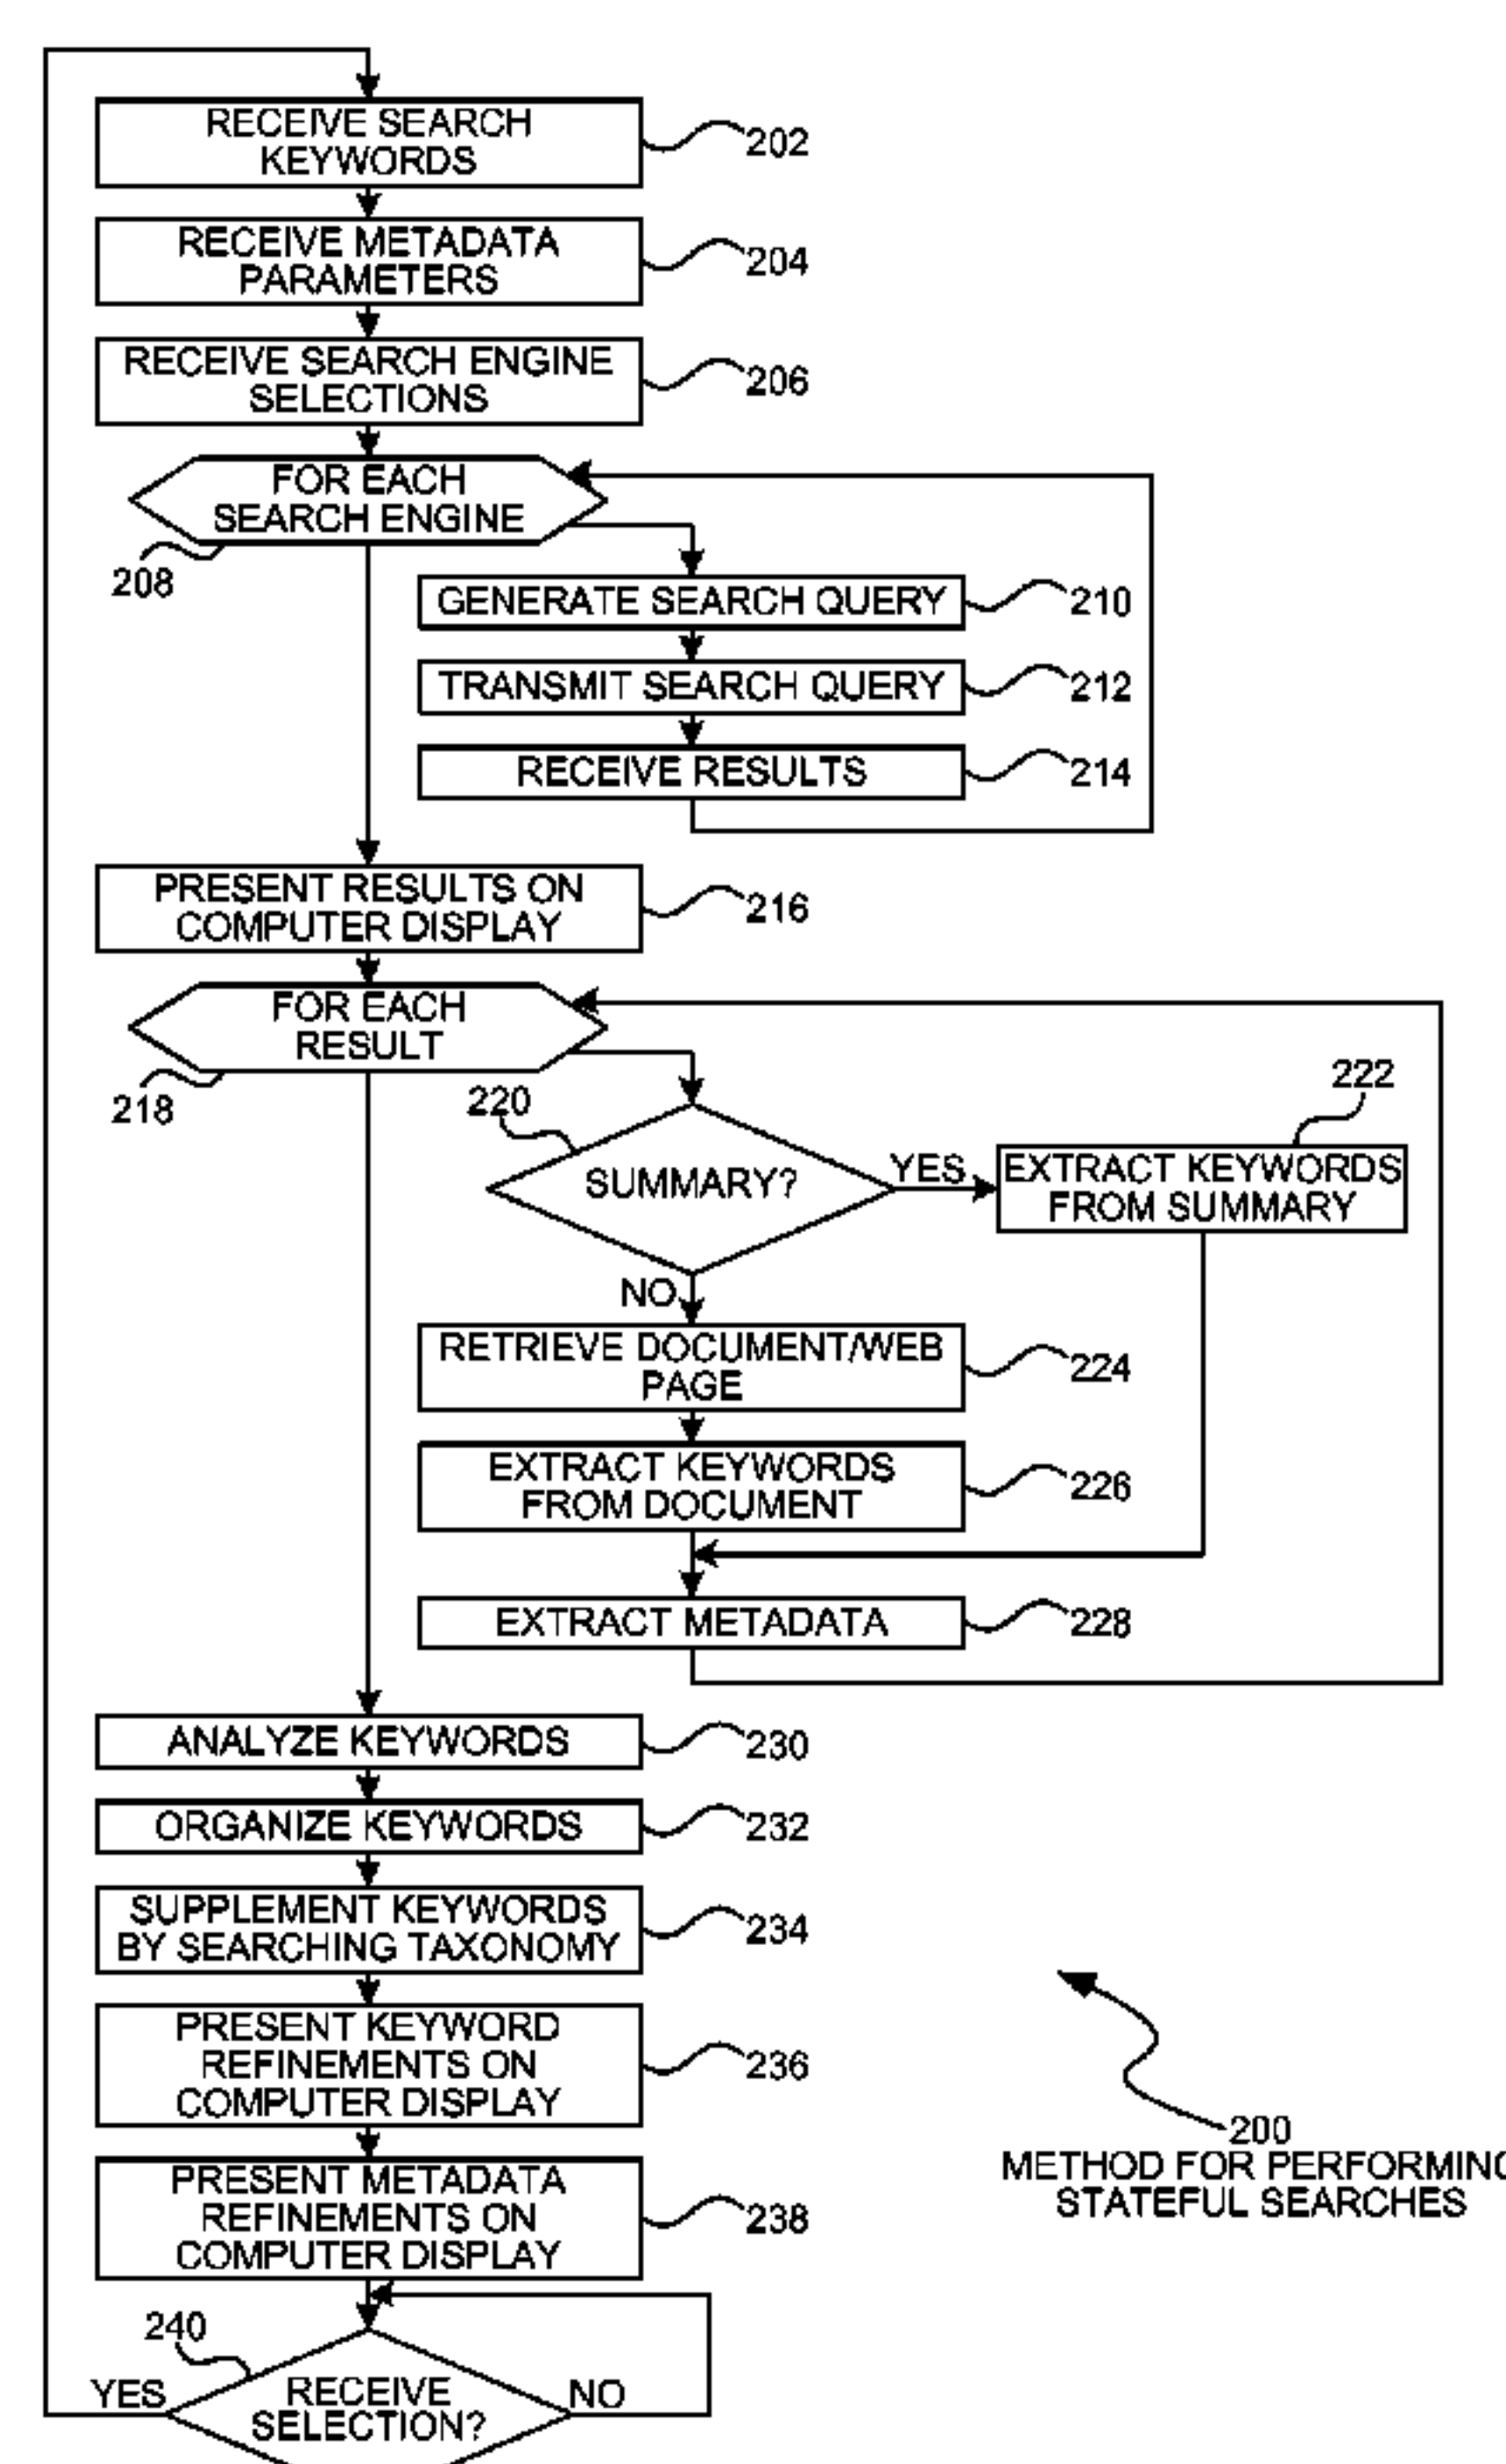 RECEIVE SEARCH
KEYWORDS
202
RECEIVE METADATA
PARAMETERS
204
RECEIVE SEARCH ENGINE
SELECTIONS
206
FOR EACH
SEARCH ENGINE
208
GENERATE SEARCH QUERY
210
TRANSMIT SEARCH QUERY
212
RECEIVE RESULTS
214
PRESENT RESULTS ON
COMPUTER DISPLAY
216
FOR EACH
RESULT
218
220
SUMMARY?
YES
222
EXTRACT KEYWORDS
FROM SUMMARY
NO
RETRIEVE DOCUMENT/WEB
PAGE
224
EXTRACT KEYWORDS
FROM DOCUMENT
226
EXTRACT METADATA
228
ANALYZE KEYWORDS
230
ORGANIZE KEYWORDS
232
SUPPLEMENT KEYWORDS
BY SEARCHING TAXONOMY
234
PRESENT KEYWORD
REFINEMENTS ON
COMPUTER DISPLAY
236
PRESENT METADATA
REFINEMENTS ON
COMPUTER DISPLAY
238
240
YES
RECEIVE
SELECTION?
NO
200
METHOD FOR PERFORMING
STATEFUL SEARCHES